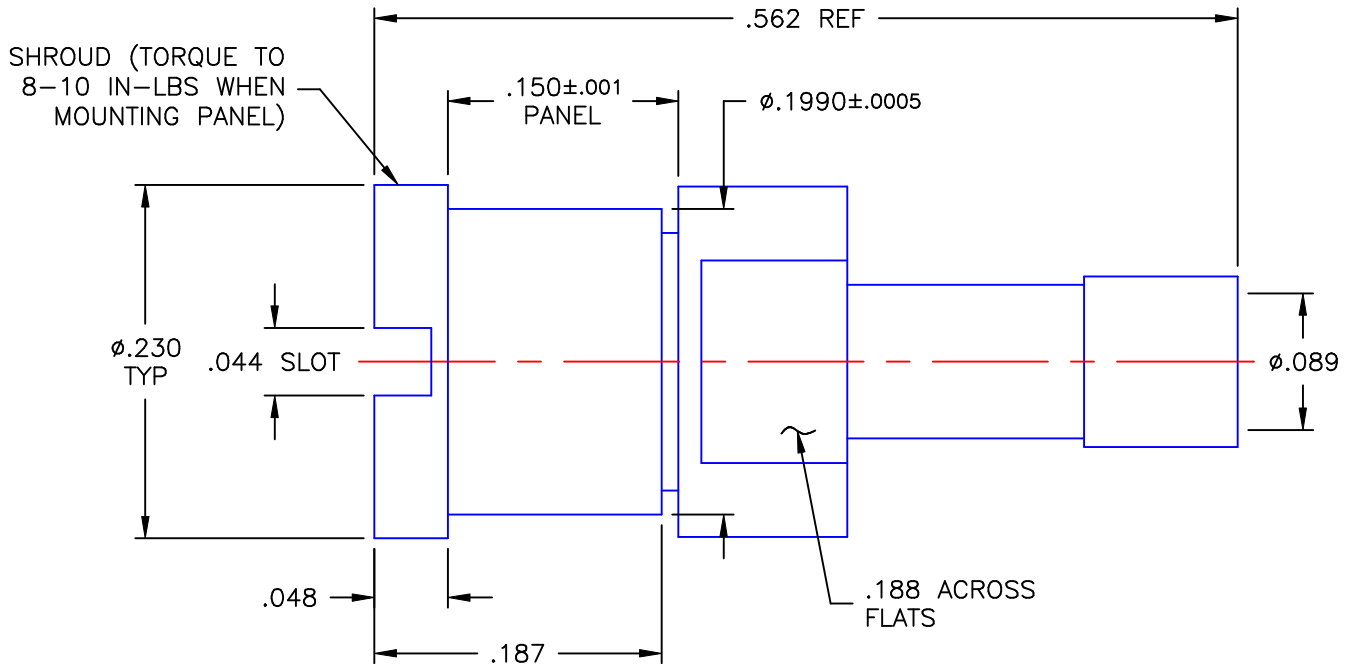 .562 REF
SHROUD (TORQUE TO
8-10 IN-LBS WHEN
MOUNTING PANEL)
.150±.001
PANEL
⌀.1990±.0005
⌀.230
TYP
.044 SLOT
⌀.089
.048
.188 ACROSS
FLATS
.187